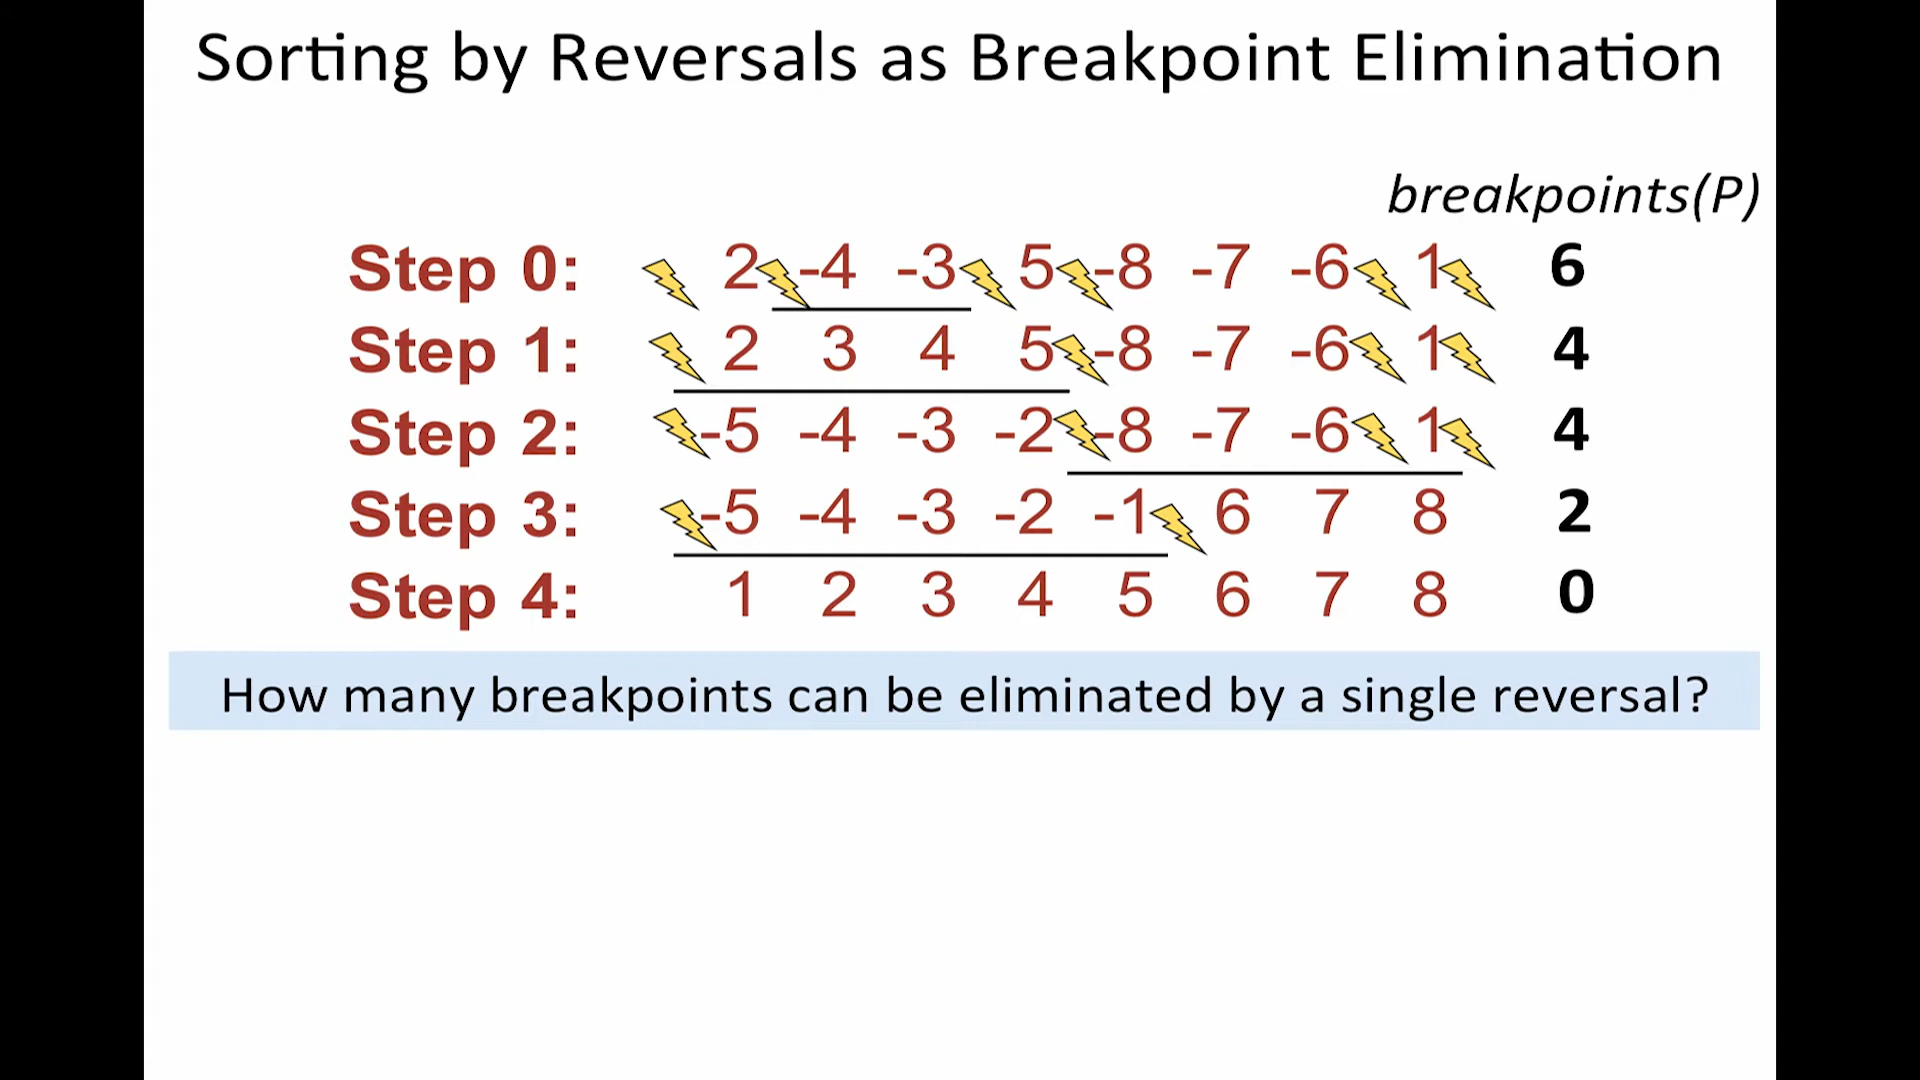 Sorting by Reversals as Breakpoint Elimination
breakpoints(P)
Step 0: 2 -4 -3 5 -8 -7 -6 1 6
Step 1: 2 3 4 5 -8 -7 -6 1 4
Step 2: -5 -4 -3 -2 -8 -7 -6 1 4
Step 3: -5 -4 -3 -2 -1 6 7 8 2
Step 4: 1 2 3 4 5 6 7 8 0
How many breakpoints can be eliminated by a single reversal?